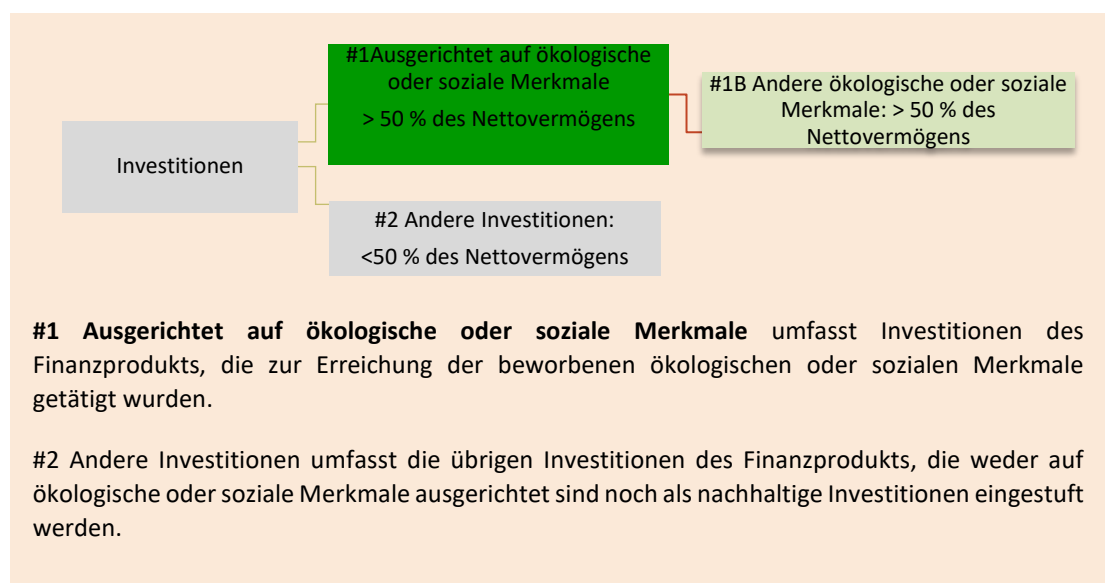 #1Ausgerichtet auf ökologische
oder soziale Merkmale
> 50 % des Nettovermögens
#1B Andere ökologische oder soziale
Merkmale: > 50 % des
Nettovermögens
Investitionen
#2 Andere Investitionen:
<50 % des Nettovermögens
#1 Ausgerichtet auf ökologische oder soziale Merkmale umfasst Investitionen des
Finanzprodukts, die zur Erreichung der beworbenen ökologischen oder sozialen Merkmale
getätigt wurden.
#2 Andere Investitionen umfasst die übrigen Investitionen des Finanzprodukts, die weder auf
ökologische oder soziale Merkmale ausgerichtet sind noch als nachhaltige Investitionen eingestuft
werden.